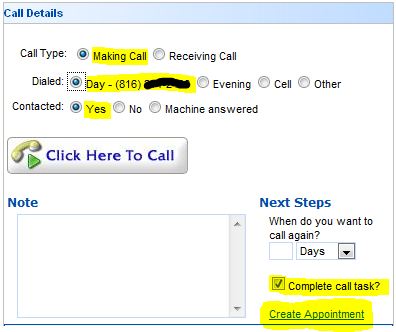 Call Details
Call Type: Making Call Receiving Call
Dialed: Day - (816) Evening Cell Other
Contacted: Yes No Machine answered
Click Here To Call
Note Next Steps
When do you want to
call again?
Days
Complete call task?
Create Appointment